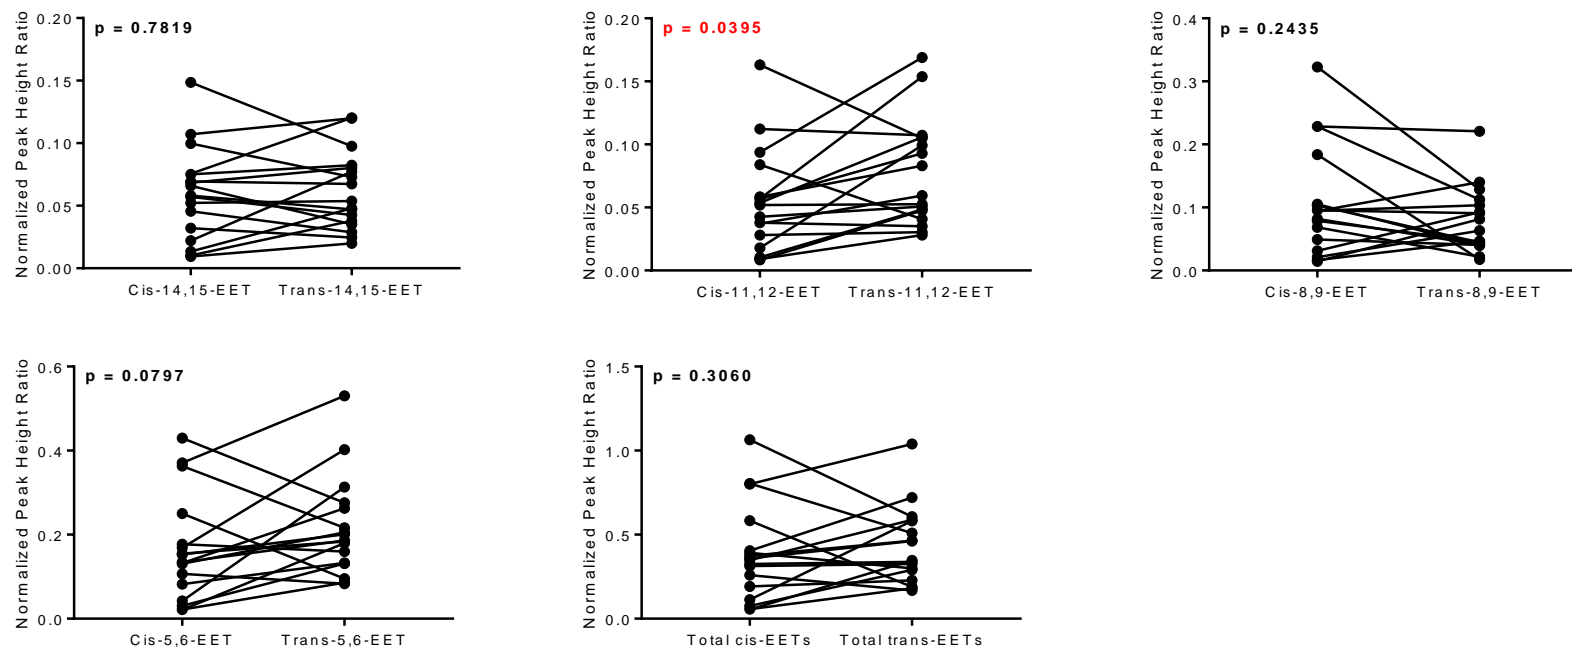 Normalized Peak Height Ratio
0.20
0.15
0.10
0.05
0.00
p = 0.7819
Cis-14,15-EET Trans-14,15-EET
Normalized Peak Height Ratio
0.20
0.15
0.10
0.05
0.00
p = 0.0395
Cis-11,12-EET Trans-11,12-EET
Normalized Peak Height Ratio
0.4
0.3
0.2
0.1
0.0
p = 0.2435
Cis-8,9-EET Trans-8,9-EET
Normalized Peak Height Ratio
0.6
0.4
0.2
0.0
p = 0.0797
Cis-5,6-EET Trans-5,6-EET
Normalized Peak Height Ratio
1.5
1.0
0.5
0.0
p = 0.3060
Total cis-EETs Total trans-EETs